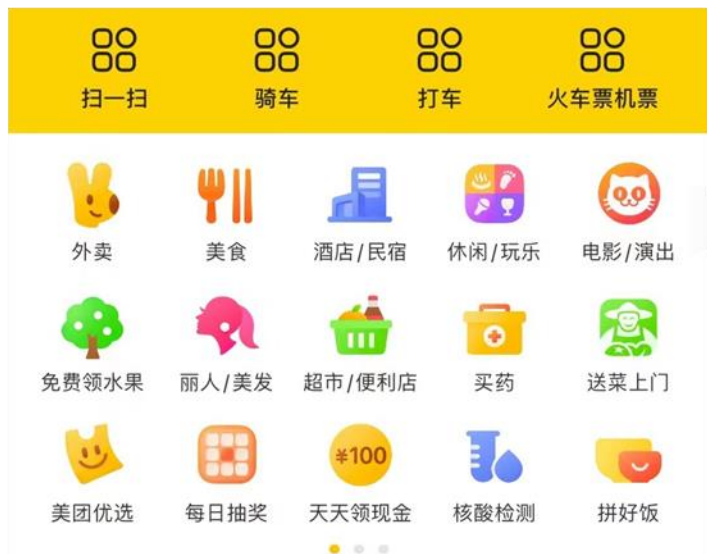 扫一扫 骑车 打车 火车票机票
外卖 美食 酒店/民宿 休闲/玩乐 电影/演出
免费领水果 丽人/美发 超市/便利店 买药 送菜上门
¥100
美团优选 每日抽奖 天天领现金 核酸检测 拼好饭